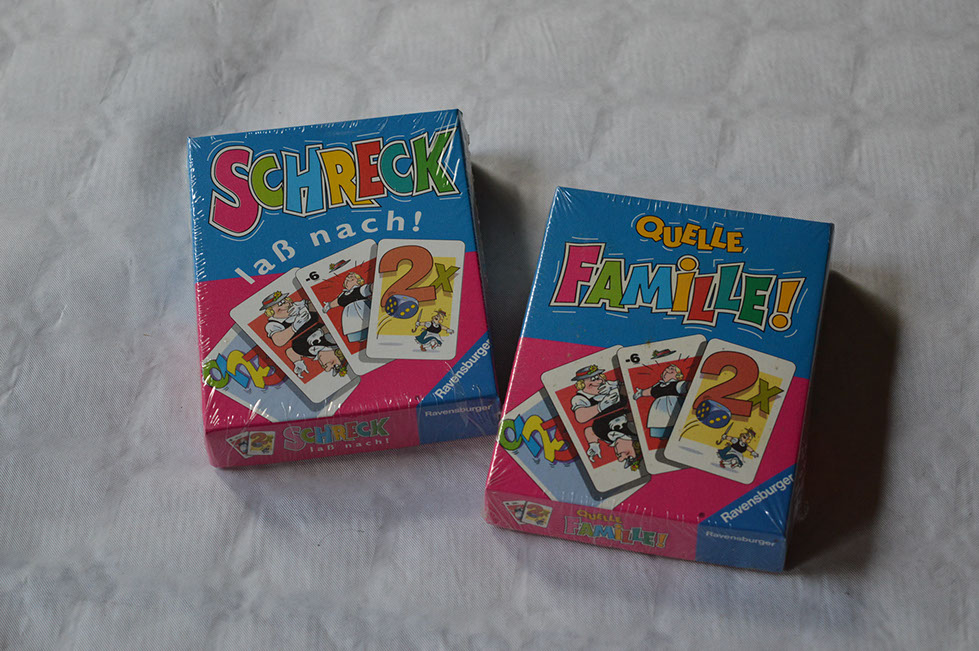 SCHRECK
laß nach!
-6
2x
Ravensburger
SCHRECK
laß nach!
Ravensburger
QUELLE
FAMILLE!
-6
2x
Ravensburger
QUELLE
FAMILLE!
Ravensburger